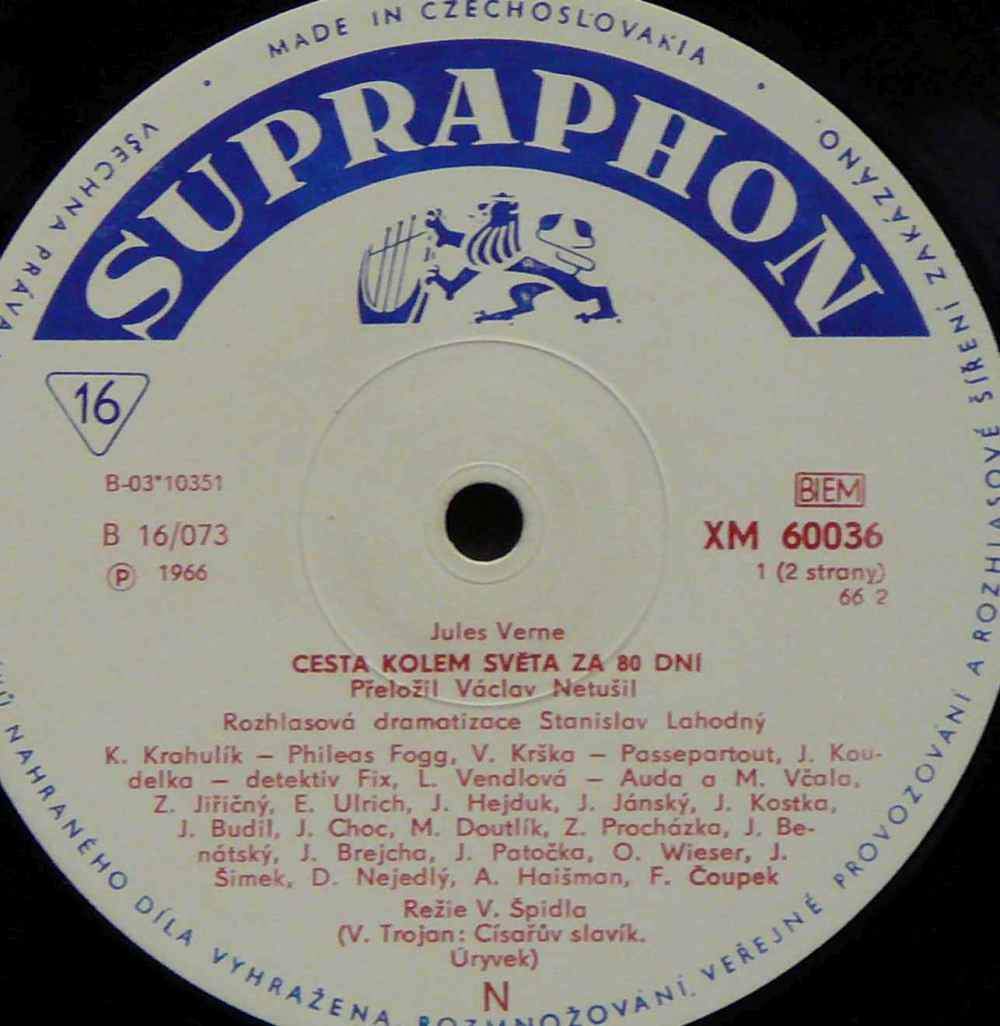 MADE IN CZECHOSLOVAKIA
SUPRAPHON
16
B-03*10351
B 16/073
Ⓟ 1966
BIEM
XM 60036
1 (2 strany)
66 2
Jules Verne
CESTA KOLEM SVĚTA ZA 80 DNÍ
Přeložil Václav Netušil
Rozhlasová dramatizace Stanislav Lahodný
K. Krahulík – Phileas Fogg, V. Krška – Passepartout, J. Kou-
delka – detektiv Fix, L. Vendlová – Auda a M. Včala,
Z. Jiřičný, E. Ulrich, J. Hejduk, J. Jánský, J. Kostka,
J. Budil, J. Choc, M. Doutlík, Z. Procházka, J. Be-
nátský, J. Brejcha, J. Patočka, O. Wieser, J.
Šimek, D. Nejedlý, A. Haišman, F. Čoupek
Režie V. Špidla
(V. Trojan: Císařův slavík.
Úryvek)
N
VŠECHNA PRÁVA
NAHRANÉHO DÍLA VYHRAŽENA. ROZMNOŽOVÁNÍ, VEŘEJNÉ PROVOZOVÁNÍ A ROZHLASOVÉ ŠÍŘENÍ ZAKÁZÁNO.